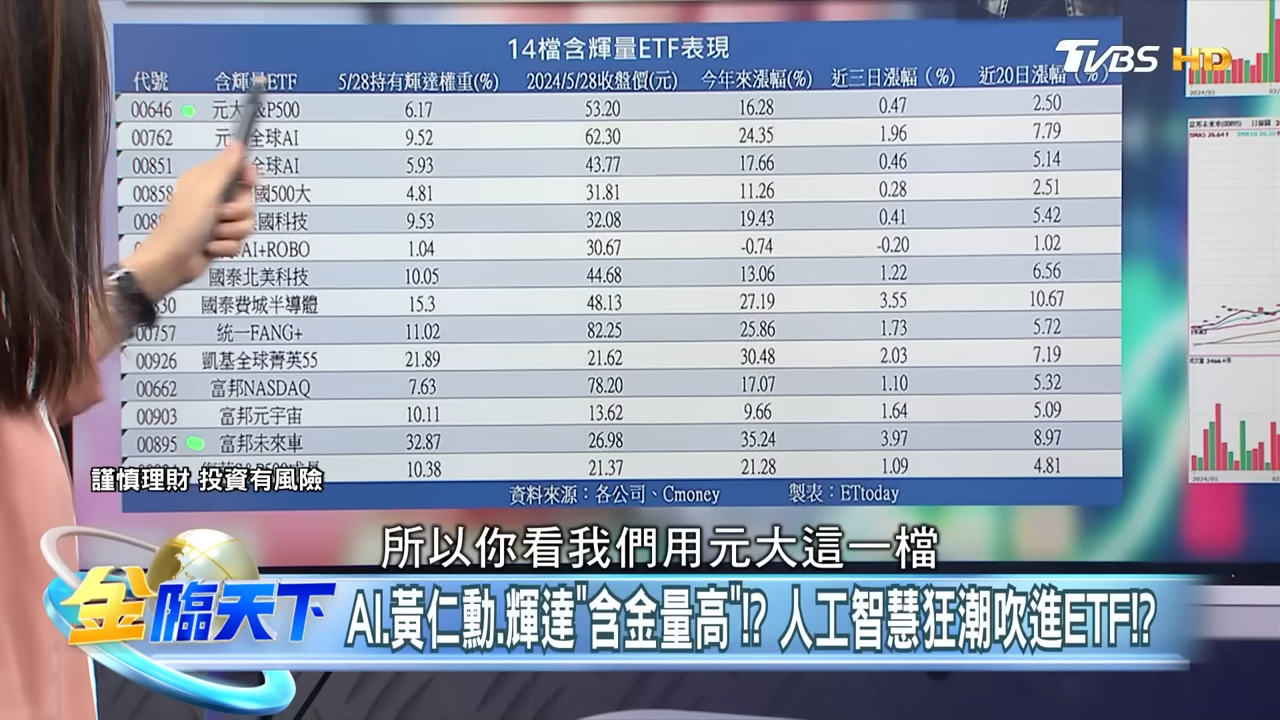 14檔含輝量ETF表現
TVBS HD
代號 含輝量ETF 5/28持有輝達權重(%) 2024/5/28收盤價(元) 今年來漲幅(%) 近三日漲幅(%) 近20日漲幅(%)
00646 元大&P500 6.17 53.20 16.28 0.47 2.50
00762 元 全球AI 9.52 62.30 24.35 1.96 7.79
00851 全球AI 5.93 43.77 17.66 0.46 5.14
00858 國500大 4.81 31.81 11.26 0.28 2.51
008 國科技 9.53 32.08 19.43 0.41 5.42
AI+ROBO 1.04 30.67 -0.74 -0.20 1.02
國泰北美科技 10.05 44.68 13.06 1.22 6.56
830 國泰費城半導體 15.3 48.13 27.19 3.55 10.67
00757 統一FANG+ 11.02 82.25 25.86 1.73 5.72
00926 凱基全球菁英55 21.89 21.62 30.48 2.03 7.19
00662 富邦NASDAQ 7.63 78.20 17.07 1.10 5.32
00903 富邦元宇宙 10.11 13.62 9.66 1.64 5.09
00895 富邦未來車 32.87 26.98 35.24 3.97 8.97
10.38 21.37 21.28 1.09 4.81
謹慎理財 投資有風險
資料來源:各公司、Cmoney 製表:ETtoday
所以你看我們用元大這一檔
金臨天下
AI.黃仁勳.輝達"含金量高"!? 人工智慧狂潮吹進ETF!?